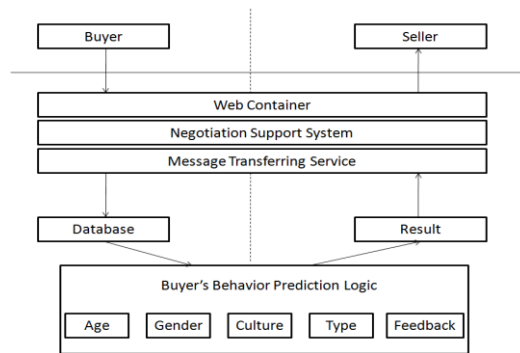 Buyer
Seller
Web Container
Negotiation Support System
Message Transferring Service
Database
Result
Buyer's Behavior Prediction Logic
Age
Gender
Culture
Type
Feedback